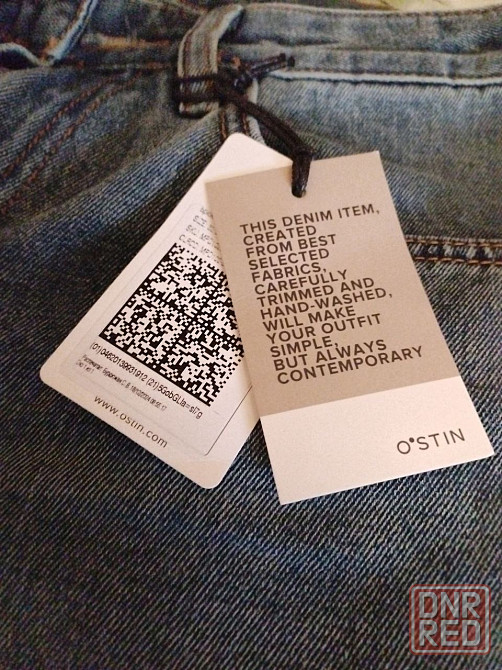 THIS DENIM ITEM,
CREATED
FROM BEST
SELECTED
FABRICS,
CAREFULLY
TRIMMED AND
HAND-WASHED,
WILL MAKE
YOUR OUTFIT
SIMPLE,
BUT ALWAYS
CONTEMPORARY
O'STIN
www.ostin.com
DNR
RED